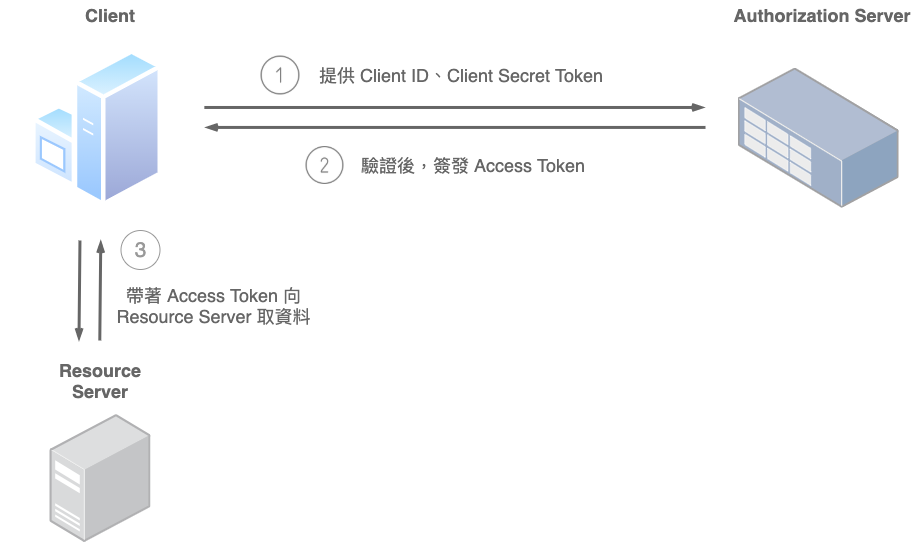 Client
Authorization Server
1
提供 Client ID、Client Secret Token
2
驗證後，簽發 Access Token
3
帶著 Access Token 向
Resource Server 取資料
Resource
Server